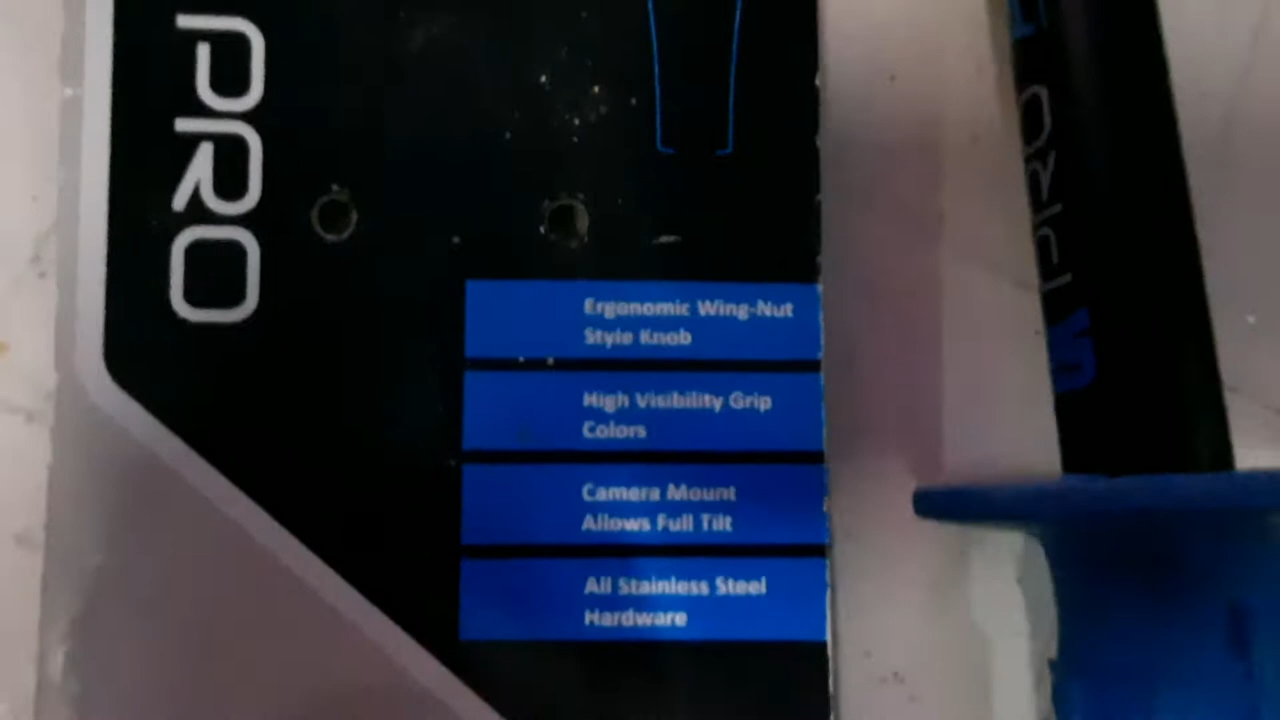 PRO
Ergonomic Wing-Nut
Style Knob
High Visibility Grip
Colors
Camera Mount
Allows Full Tilt
All Stainless Steel
Hardware